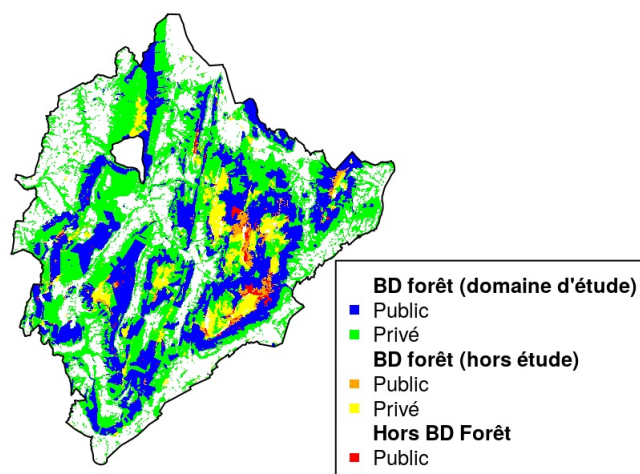 BD forêt (domaine d'étude)
Public
Privé
BD forêt (hors étude)
Public
Privé
Hors BD Forêt
Public